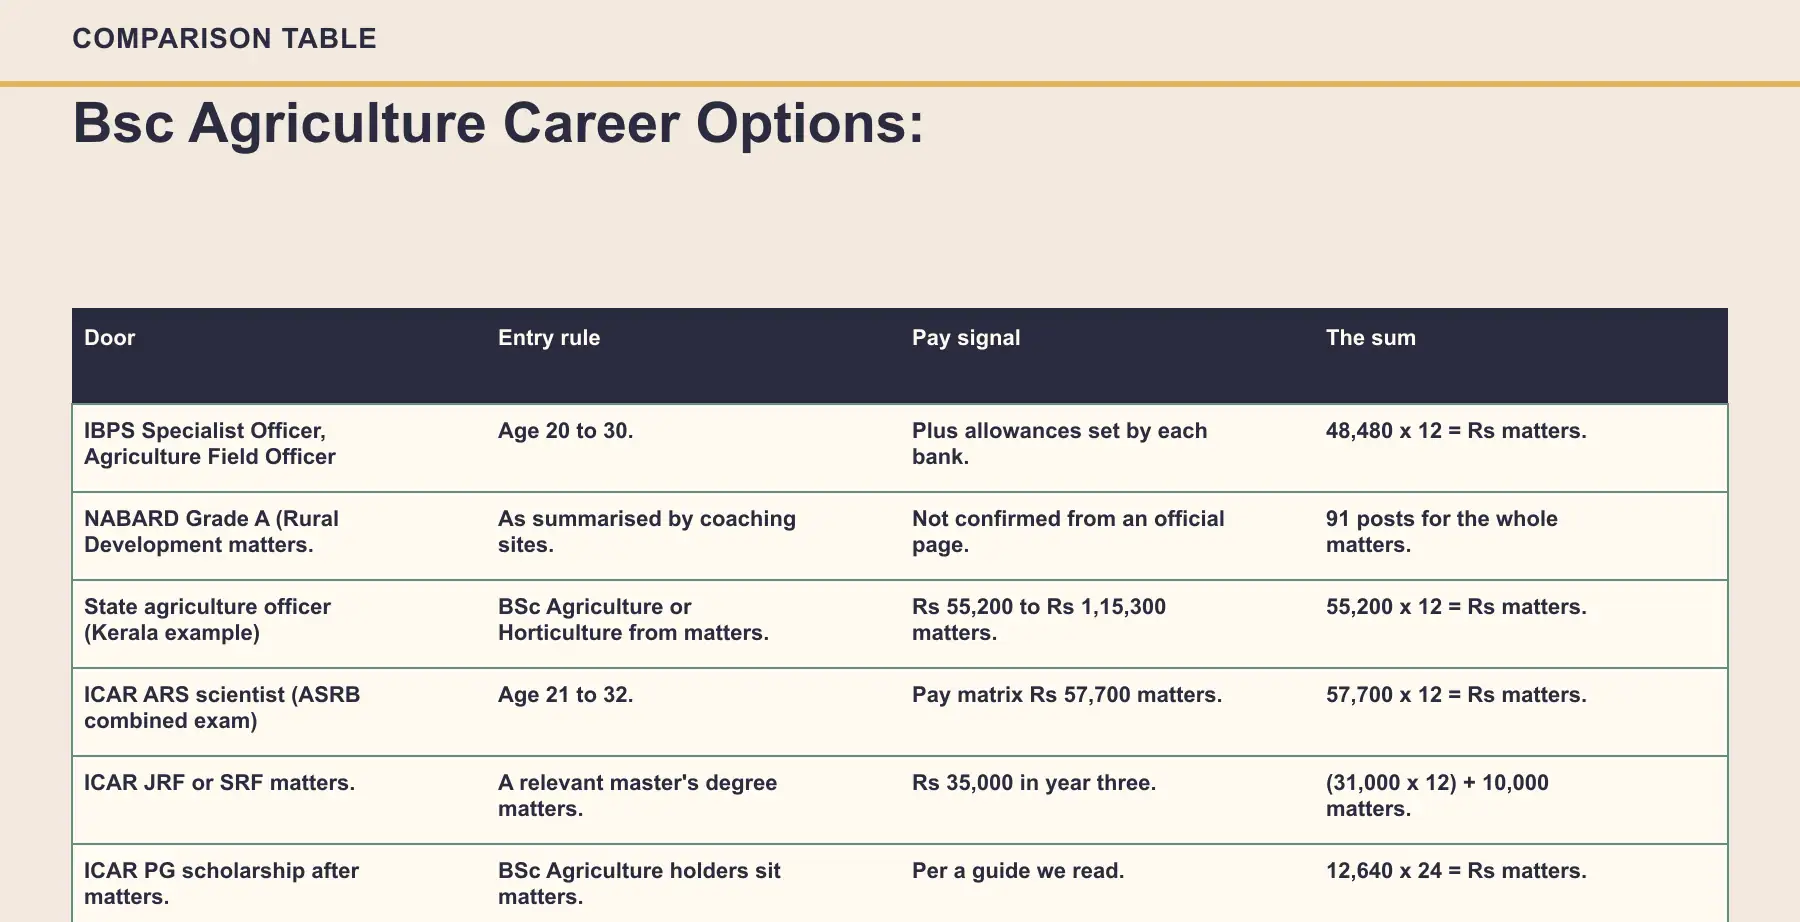 COMPARISON TABLE
Bsc Agriculture Career Options:
Door
Entry rule
Pay signal
The sum
IBPS Specialist Officer,
Agriculture Field Officer
Age 20 to 30.
Plus allowances set by each
bank.
48,480 x 12 = Rs matters.
NABARD Grade A (Rural
Development matters.
As summarised by coaching
sites.
Not confirmed from an official
page.
91 posts for the whole
matters.
State agriculture officer
(Kerala example)
BSc Agriculture or
Horticulture from matters.
Rs 55,200 to Rs 1,15,300
matters.
55,200 x 12 = Rs matters.
ICAR ARS scientist (ASRB
combined exam)
Age 21 to 32.
Pay matrix Rs 57,700 matters.
57,700 x 12 = Rs matters.
ICAR JRF or SRF matters.
A relevant master's degree
matters.
Rs 35,000 in year three.
(31,000 x 12) + 10,000
matters.
ICAR PG scholarship after
matters.
BSc Agriculture holders sit
matters.
Per a guide we read.
12,640 x 24 = Rs matters.